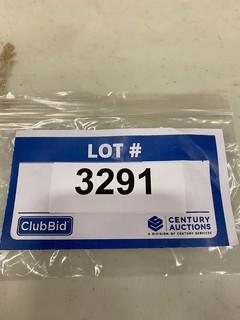 LOT #
3291
ClubBid
CENTURY
AUCTIONS
A DIVISION OF CENTURY SERVICES